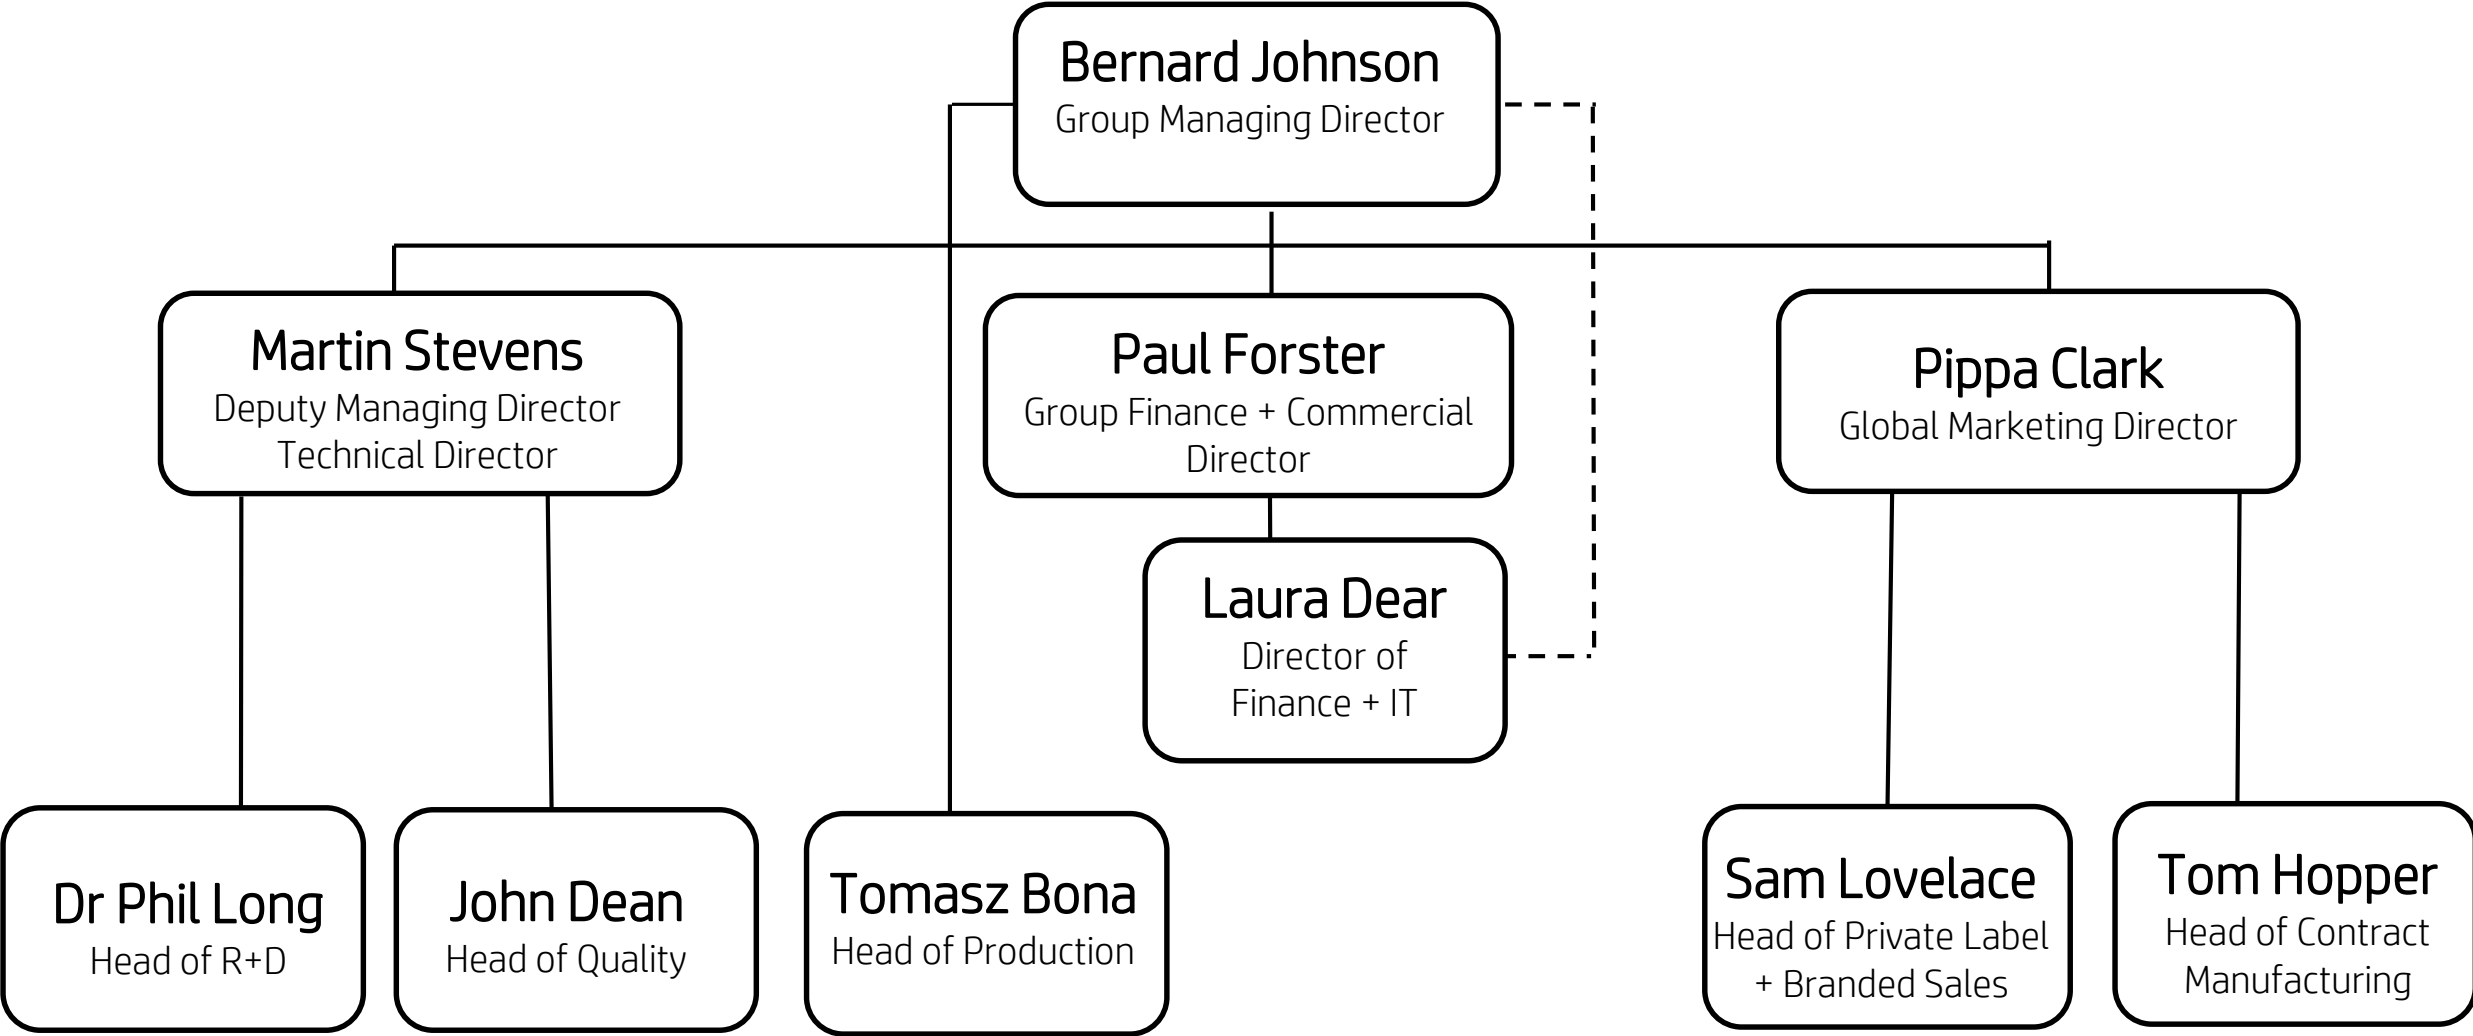 Bernard Johnson
Group Managing Director
Martin Stevens
Deputy Managing Director
Technical Director
Paul Forster
Group Finance + Commercial
Director
Pippa Clark
Global Marketing Director
Laura Dear
Director of
Finance + IT
Dr Phil Long
Head of R+D
John Dean
Head of Quality
Tomasz Bona
Head of Production
Sam Lovelace
Head of Private Label
+ Branded Sales
Tom Hopper
Head of Contract
Manufacturing